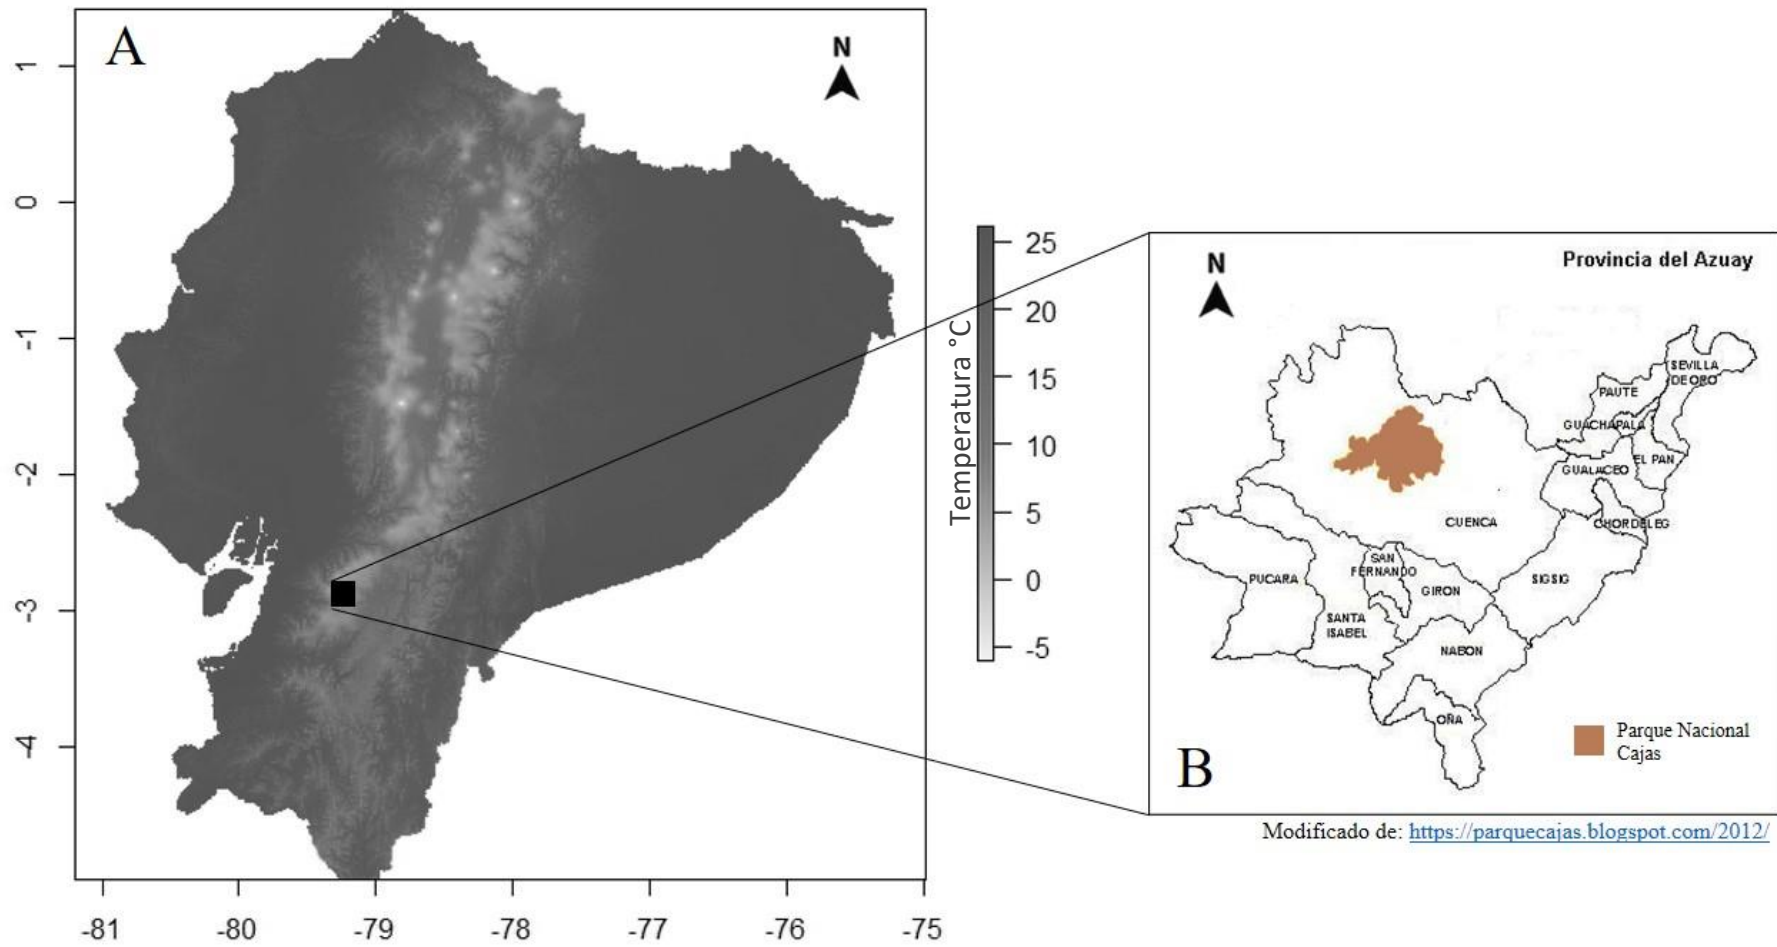 A
N
1
0
-1
-2
-3
-4
-81
-80
-79
-78
-77
-76
-75
Temperatura °C
25
20
15
10
5
0
-5
N
Provincia del Azuay
SEVILLA
DE ORO
PAUTE
GUACHAPALA
EL PAN
GUALACEO
CHORDELEG
CUENCA
SAN
FERNANDO
PUCARA
GIRON
SIGSIG
SANTA
ISABEL
NABON
OÑA
Parque Nacional
Cajas
B
Modificado de: https://parquecajas.blogspot.com/2012/